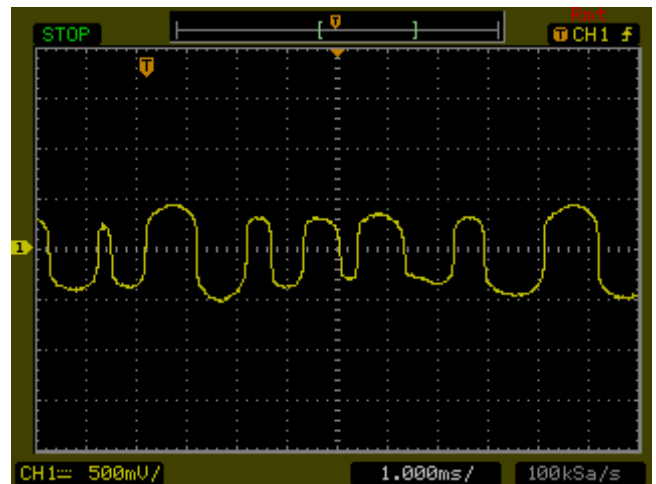 Rmt
STOP [ T ] T CH1
T
1
CH1 500mV/ 1.000ms/ 100kSa/s